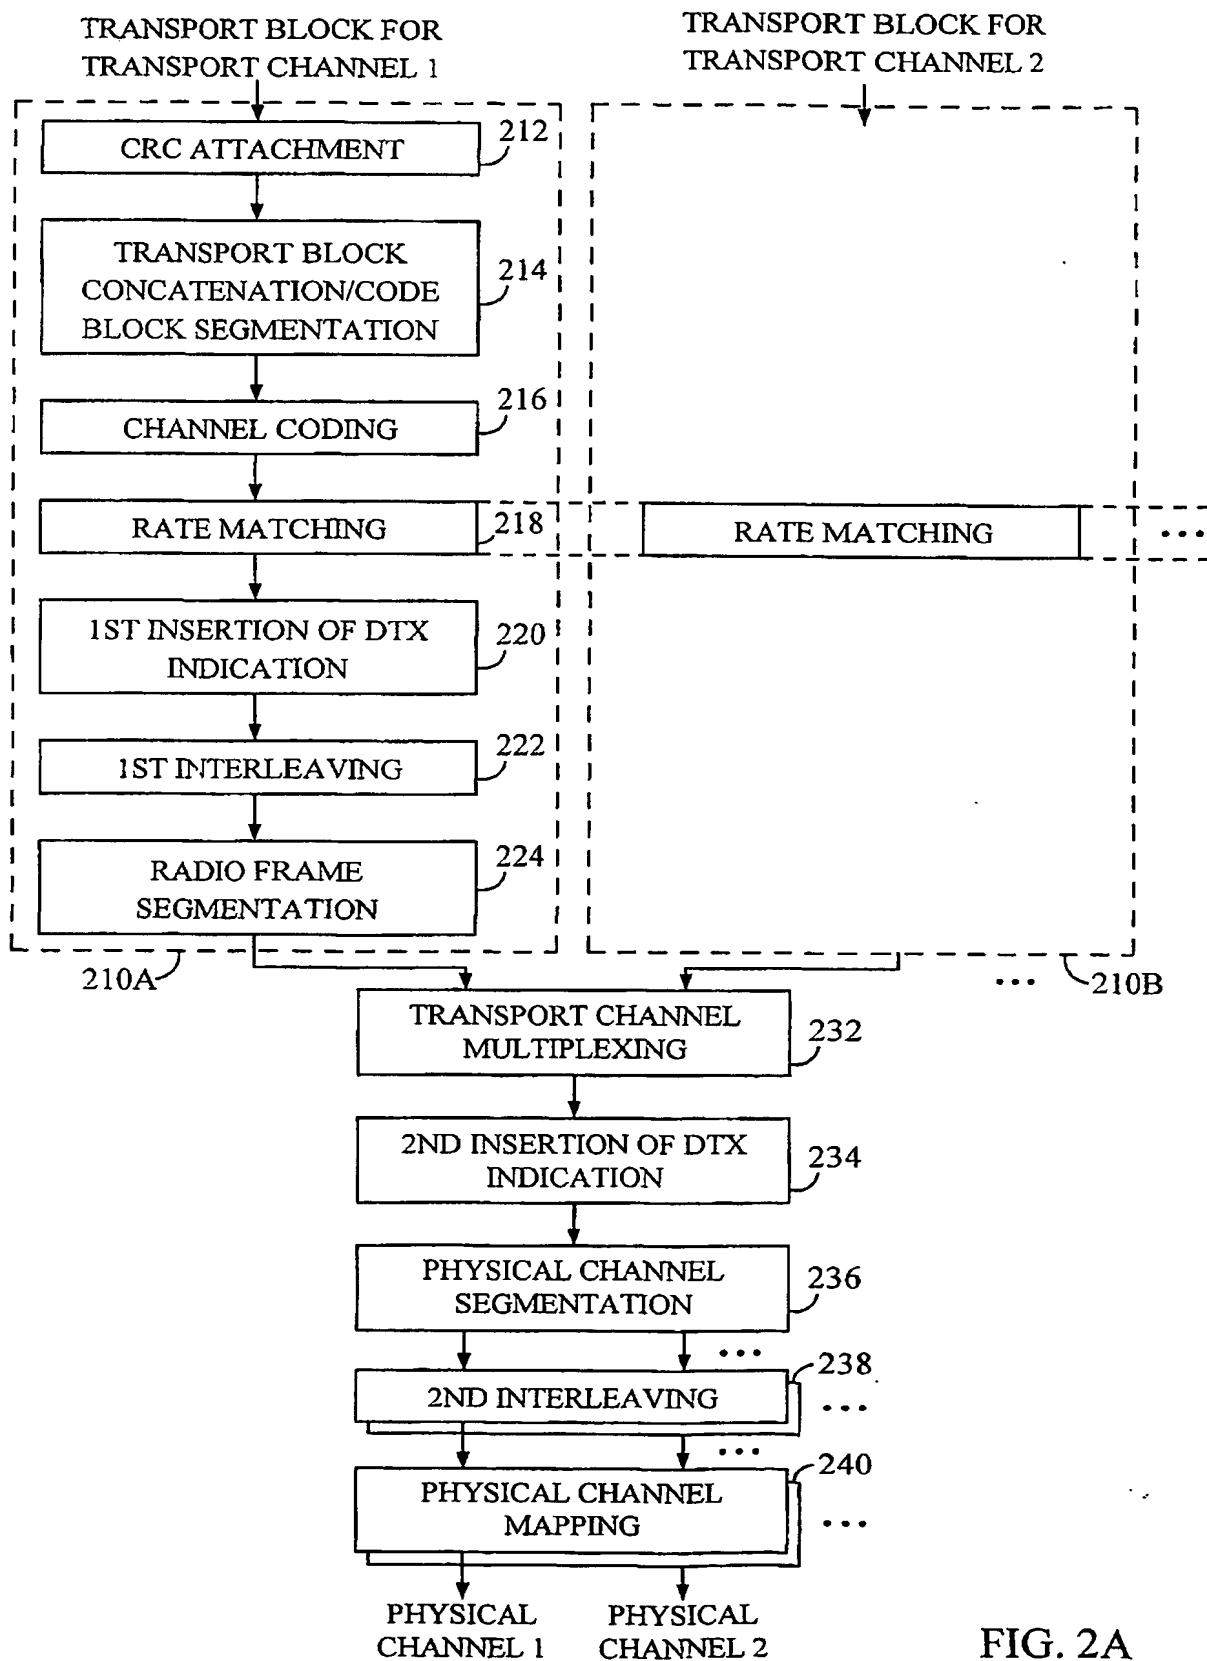 TRANSPORT BLOCK FOR
TRANSPORT CHANNEL 1
TRANSPORT BLOCK FOR
TRANSPORT CHANNEL 2
CRC ATTACHMENT
212
TRANSPORT BLOCK
CONCATENATION/CODE
BLOCK SEGMENTATION
214
CHANNEL CODING
216
RATE MATCHING
218
RATE MATCHING
...
1ST INSERTION OF DTX
INDICATION
220
1ST INTERLEAVING
222
RADIO FRAME
SEGMENTATION
224
210A
... 
210B
TRANSPORT CHANNEL
MULTIPLEXING
232
2ND INSERTION OF DTX
INDICATION
234
PHYSICAL CHANNEL
SEGMENTATION
236
...
2ND INTERLEAVING
238
...
...
PHYSICAL CHANNEL
MAPPING
240
...
PHYSICAL
CHANNEL 1
PHYSICAL
CHANNEL 2
FIG. 2A